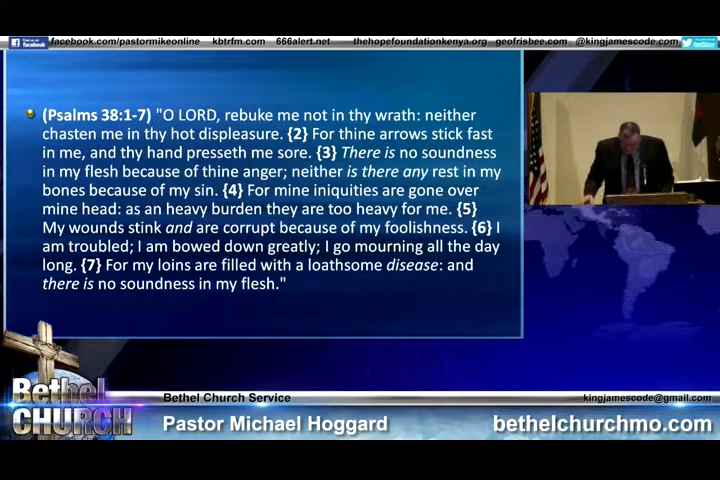 facebook.com/pastormikeonline kbtrfm.com 666alert.net thehopefoundationkenya.org geofrisbee.com @kingjamescode.com
(Psalms 38:1-7) "O LORD, rebuke me not in thy wrath: neither
chasten me in thy hot displeasure. {2} For thine arrows stick fast
in me, and thy hand presseth me sore. {3} There is no soundness
in my flesh because of thine anger; neither is there any rest in my
bones because of my sin. {4} For mine iniquities are gone over
mine head: as an heavy burden they are too heavy for me. {5}
My wounds stink and are corrupt because of my foolishness. {6} I
am troubled; I am bowed down greatly; I go mourning all the day
long. {7} For my loins are filled with a loathsome disease: and
there is no soundness in my flesh."
Bethel
CHURCH
Bethel Church Service
kingjamescode@gmail.com
Pastor Michael Hoggard
bethelchurchmo.com